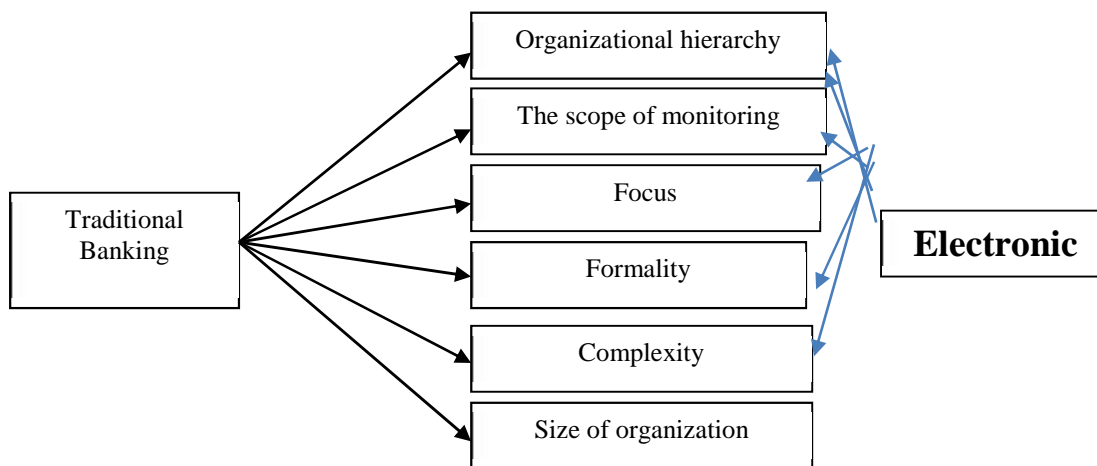 Organizational hierarchy
The scope of monitoring
Focus
Traditional
Banking
Electronic
Formality
Complexity
Size of organization